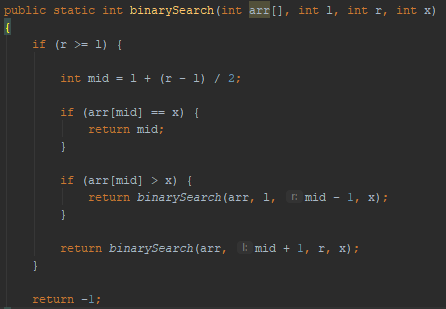 public static int binarySearch(int arr[], int l, int r, int x)
{
if (r >= l) {
int mid = l + (r - l) / 2;
if (arr[mid] == x) {
return mid;
}
if (arr[mid] > x) {
return binarySearch(arr, l, r: mid - 1, x);
}
return binarySearch(arr, l: mid + 1, r, x);
}
return -1;